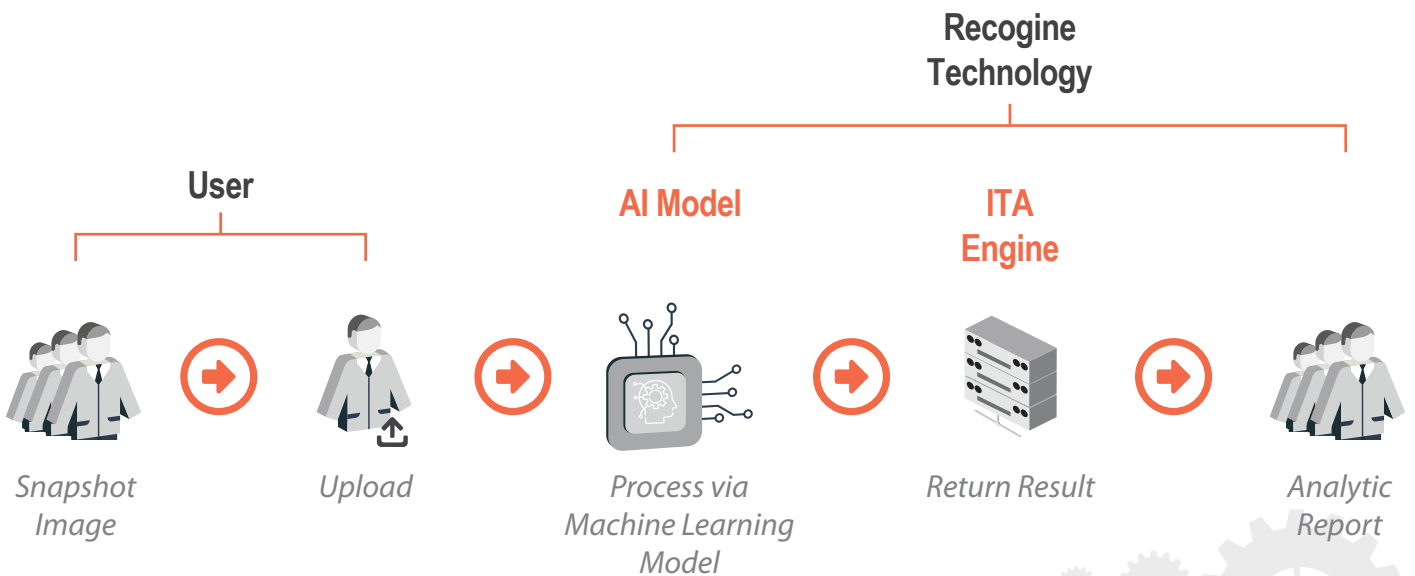 Recogine
Technology
User
AI Model
ITA
Engine
Snapshot
Image
Upload
Process via
Machine Learning
Model
Return Result
Analytic
Report